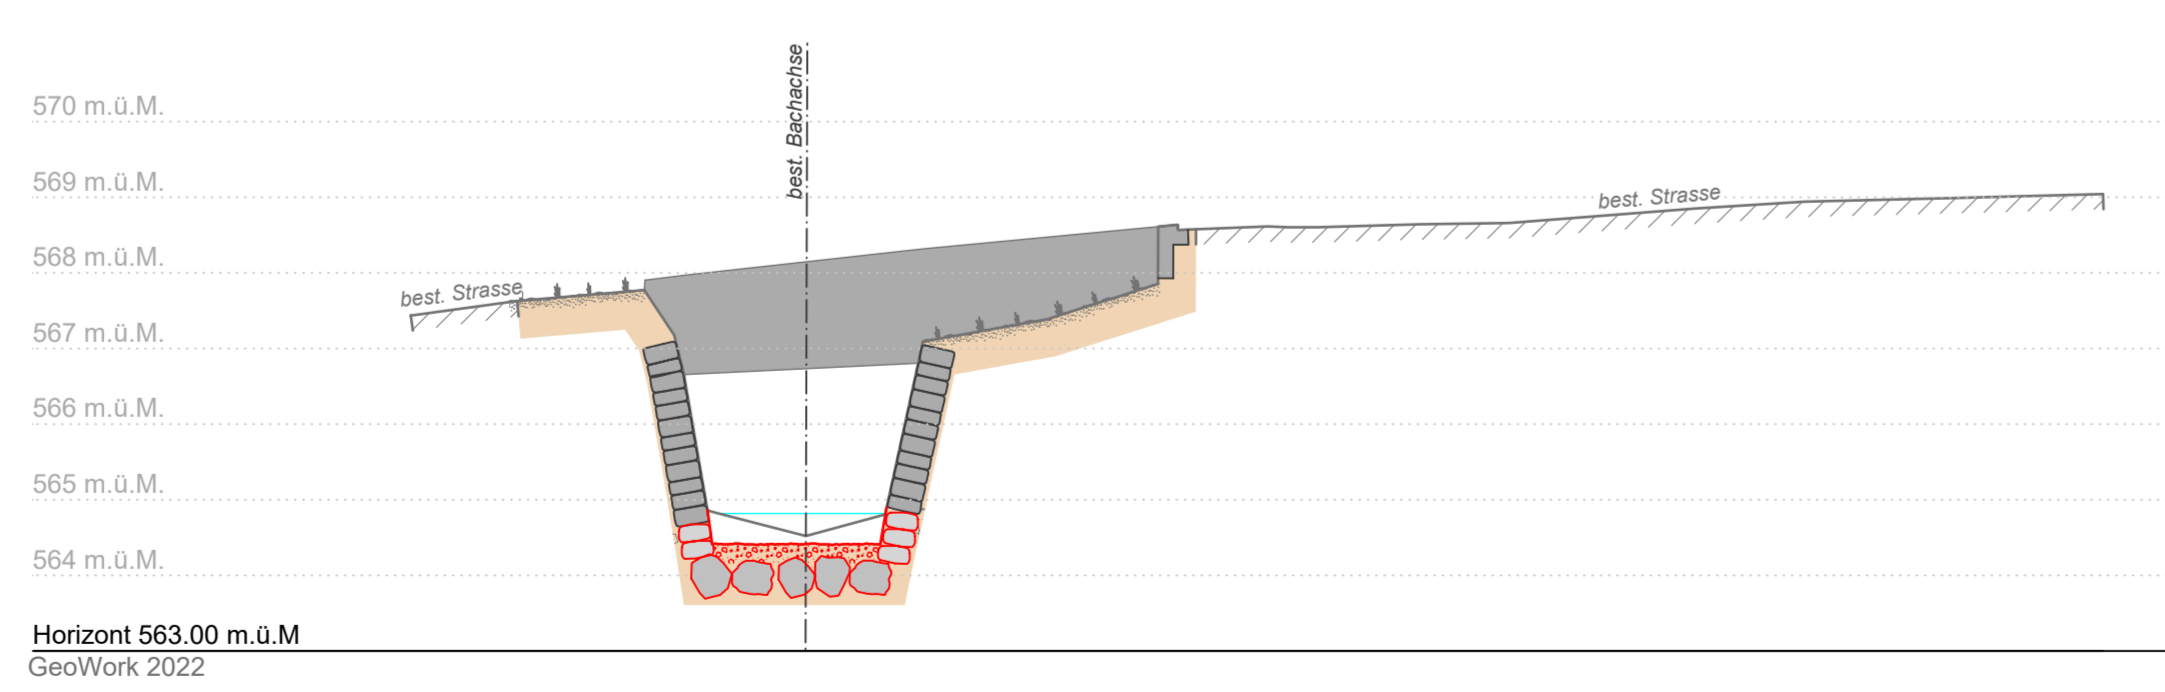 best. Bachachse
570 m.ü.M.
569 m.ü.M.
best. Strasse
568 m.ü.M.
best. Strasse
567 m.ü.M.
566 m.ü.M.
565 m.ü.M.
564 m.ü.M.
Horizont 563.00 m.ü.M
GeoWork 2022